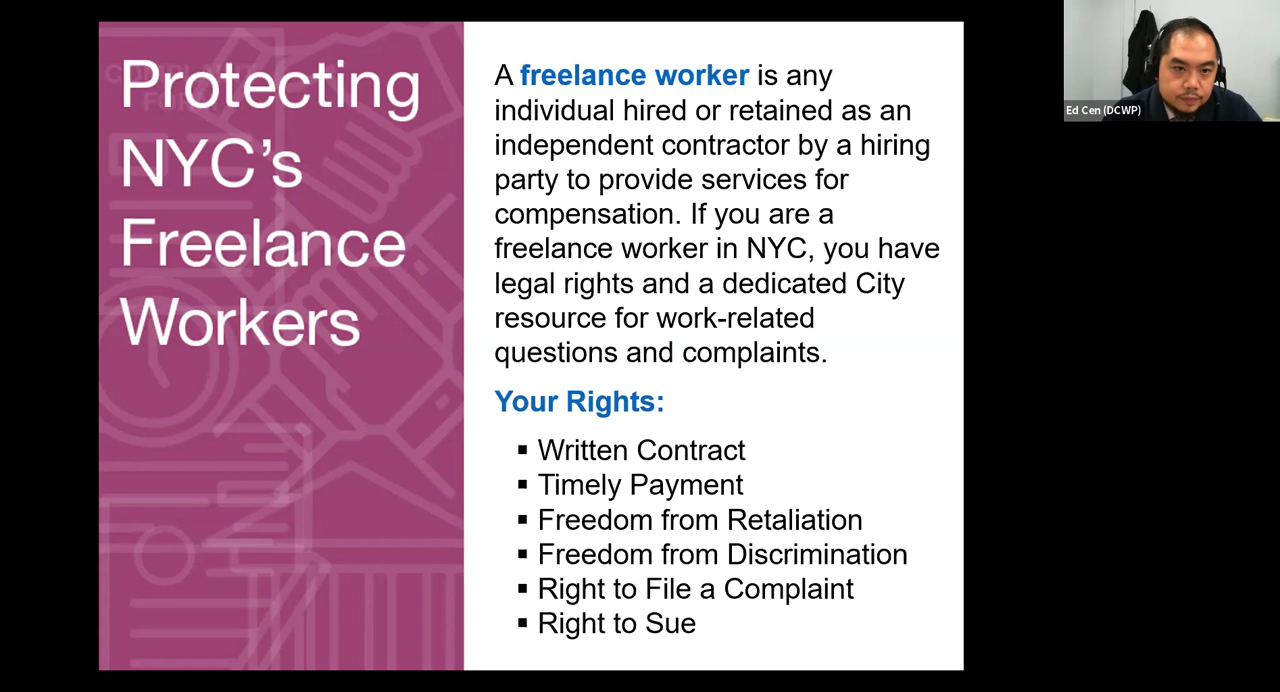 Protecting
NYC's
Freelance
Workers
A freelance worker is any
individual hired or retained as an
independent contractor by a hiring
party to provide services for
compensation. If you are a
freelance worker in NYC, you have
legal rights and a dedicated City
resource for work-related
questions and complaints.
Your Rights:
▪ Written Contract
▪ Timely Payment
▪ Freedom from Retaliation
▪ Freedom from Discrimination
▪ Right to File a Complaint
▪ Right to Sue
Ed Cen (DCWP)